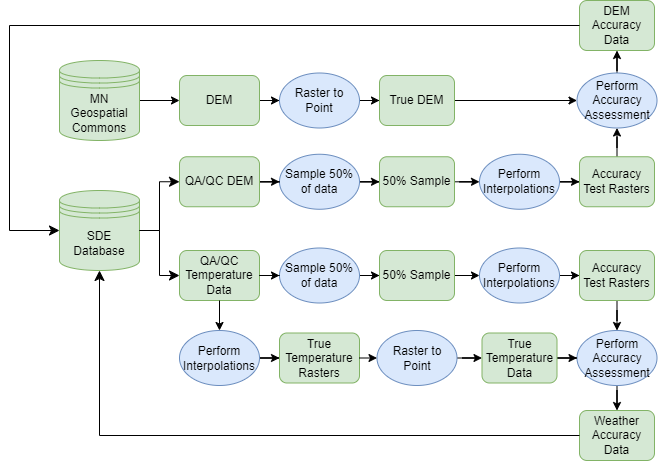 DEM
Accuracy
Data
MN
Geospatial
Commons
DEM
Raster to
Point
True DEM
Perform
Accuracy
Assessment
QA/QC DEM
Sample 50%
of data
50% Sample
Perform
Interpolations
Accuracy
Test Rasters
SDE
Database
QA/QC
Temperature
Data
Sample 50%
of data
50% Sample
Perform
Interpolations
Accuracy
Test Rasters
Perform
Interpolations
True
Temperature
Rasters
Raster to
Point
True
Temperature
Data
Perform
Accuracy
Assessment
Weather
Accuracy
Data